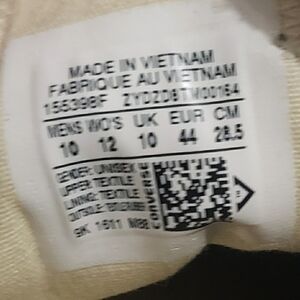 MADE IN VIETNAM
FABRIQUE AU VIETNAM
155398F
MENS WO'S UK EUR CM
10 12 10 44 28.5
GENDER: UNISEX
UPPER: TEXTILE
LINING: TEXTILE
CONVERSE